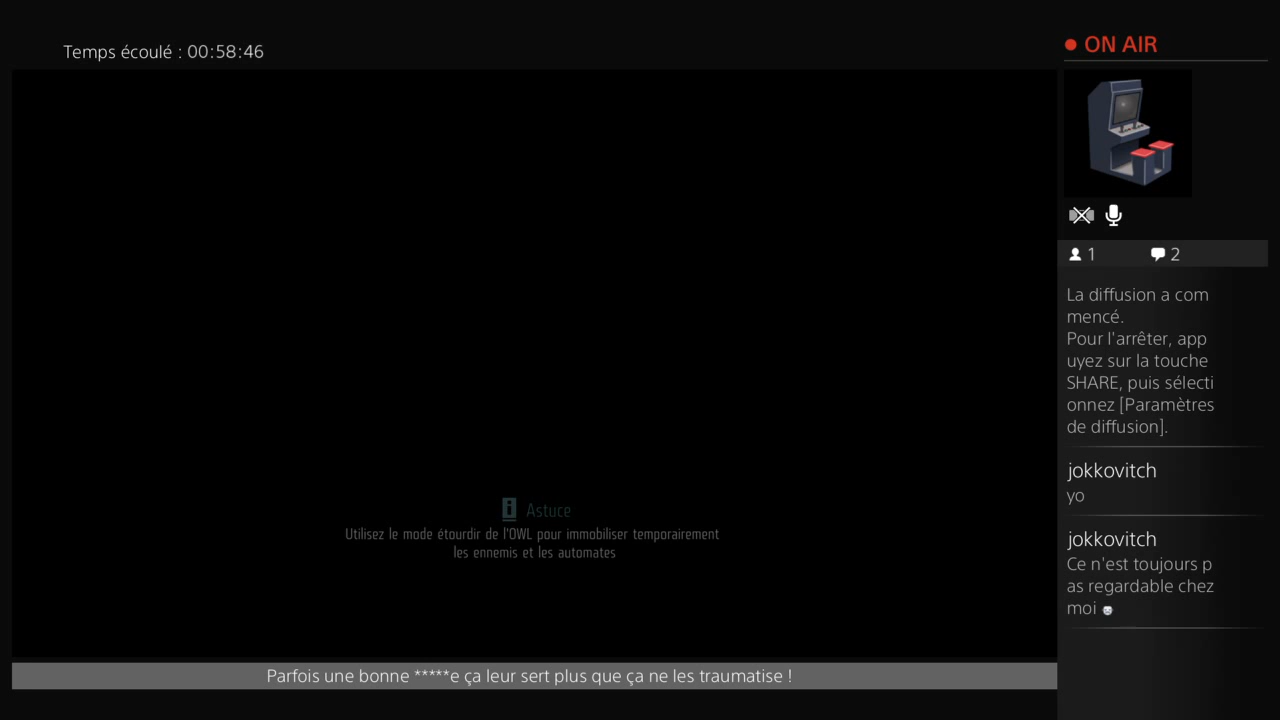 Temps écoulé : 00:58:46
ON AIR
1
2
La diffusion a com
mencé.
Pour l'arrêter, app
uyez sur la touche
SHARE, puis sélecti
onnez [Paramètres
de diffusion].
jokkovitch
yo
jokkovitch
Ce n'est toujours p
as regardable chez
moi
Astuce
Utilisez le mode étourdir de l'OWL pour immobiliser temporairement
les ennemis et les automates
Parfois une bonne *****e ça leur sert plus que ça ne les traumatise !